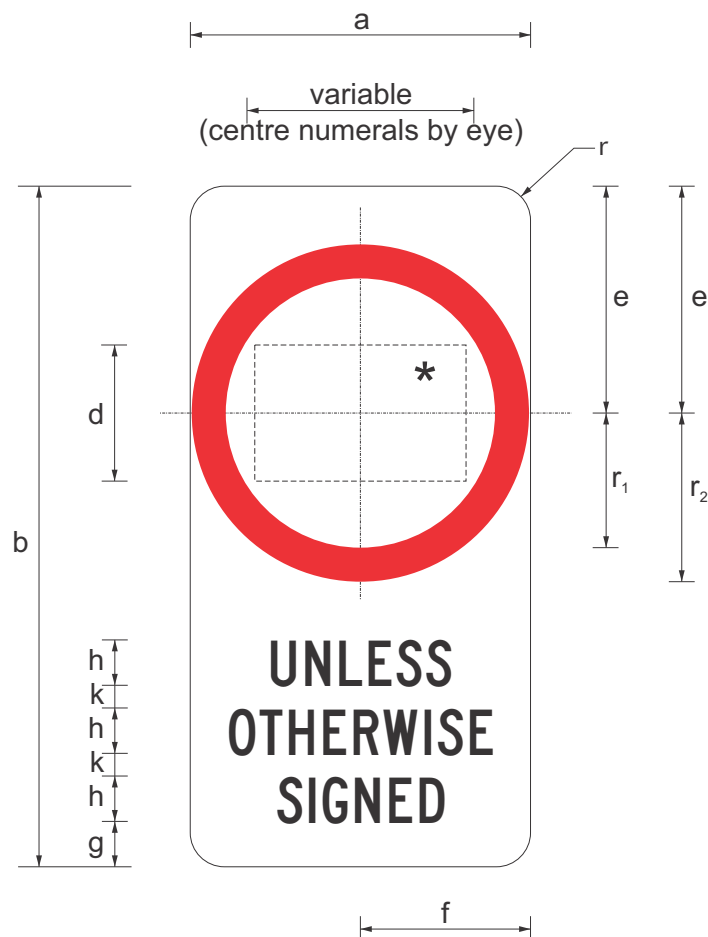 a
variable
(centre numerals by eye)
r
e
e
*
d
r₁
r₂
b
h
k
h
k
h
g
UNLESS
OTHERWISE
SIGNED
f